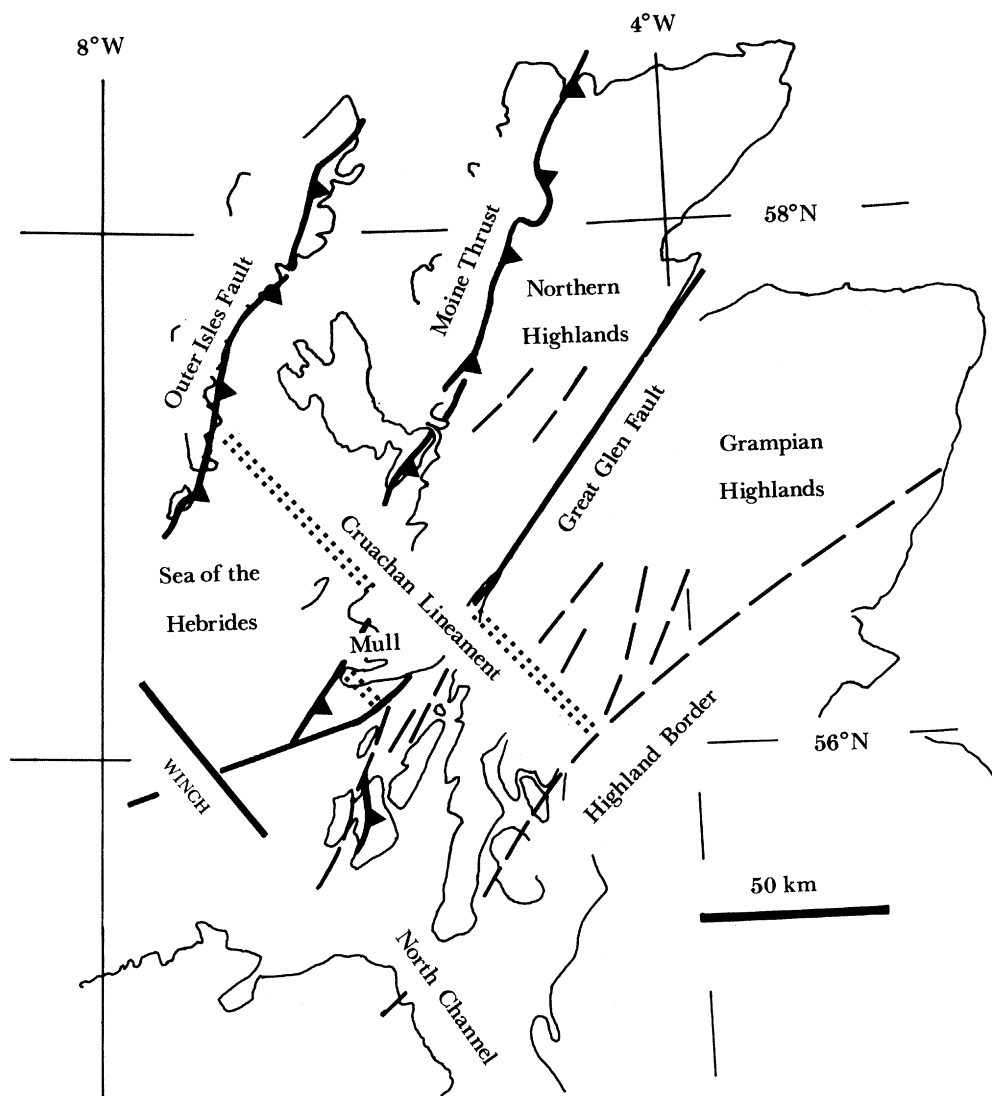 8°W
4°W
58°N
Outer Isles Fault
Moine Thrust
Northern
Highlands
Great Glen Fault
Grampian
Highlands
Cruachan Lineament
Sea of the
Hebrides
Mull
WINCH
56°N
Highland Border
50 km
North Channel